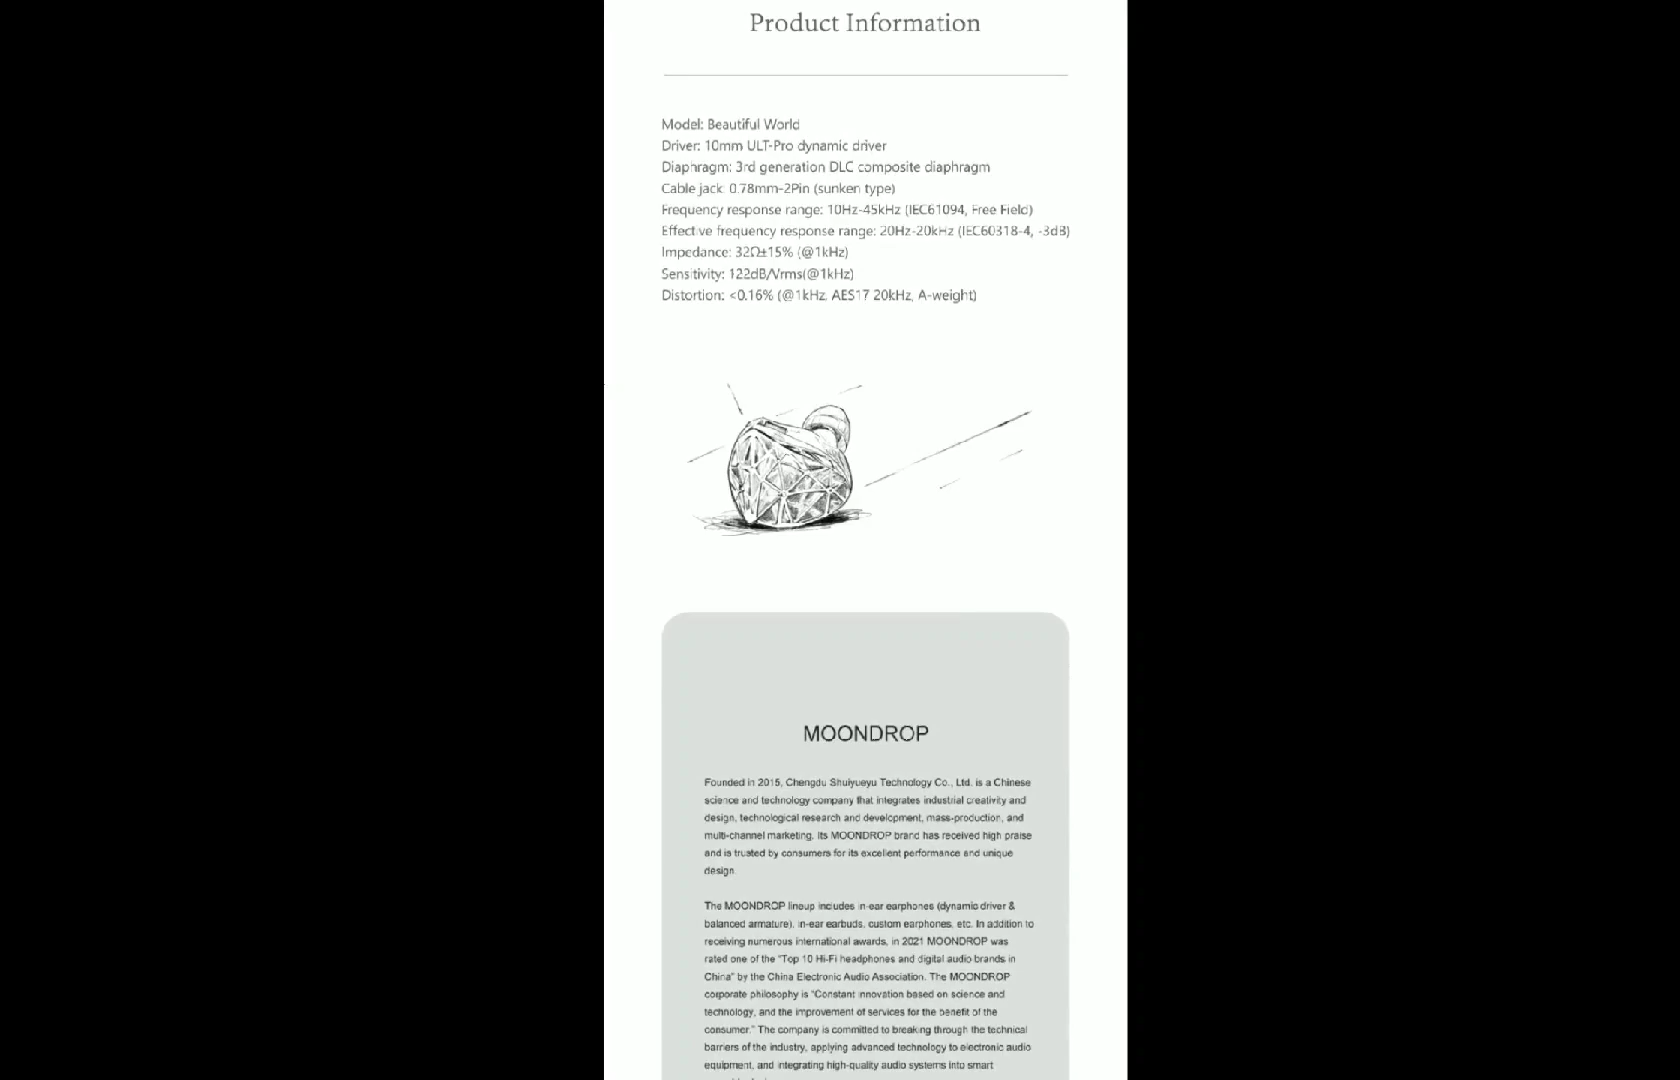 Product Information
Model: Beautiful World
Driver: 10mm ULT-Pro dynamic driver
Diaphragm: 3rd generation DLC composite diaphragm
Cable jack: 0.78mm-2Pin (sunken type)
Frequency response range: 10Hz-45kHz (IEC61094, Free Field)
Effective frequency response range: 20Hz-20kHz (IEC60318-4, -3dB)
Impedance: 32Ω±15% (@1kHz)
Sensitivity: 122dB/Vrms(@1kHz)
Distortion: <0.16% (@1kHz, AES17 20kHz, A-weight)
MOONDROP
Founded in 2015, Chengdu Shuiyueyu Technology Co., Ltd. is a Chinese
science and technology company that integrates industrial creativity and
design, technological research and development, mass-production, and
multi-channel marketing. Its MOONDROP brand has received high praise
and is trusted by consumers for its excellent performance and unique
design.
The MOONDROP lineup includes in-ear earphones (dynamic driver &
balanced armature), in-ear earbuds, custom earphones, etc. In addition to
receiving numerous international awards, in 2021 MOONDROP was
rated one of the "Top 10 Hi-Fi headphones and digital audio brands in
China" by the China Electronic Audio Association. The MOONDROP
corporate philosophy is "Constant innovation based on science and
technology, and the improvement of services for the benefit of the
consumer." The company is committed to breaking through the technical
barriers of the industry, applying advanced technology to electronic audio
equipment, and integrating high-quality audio systems into smart